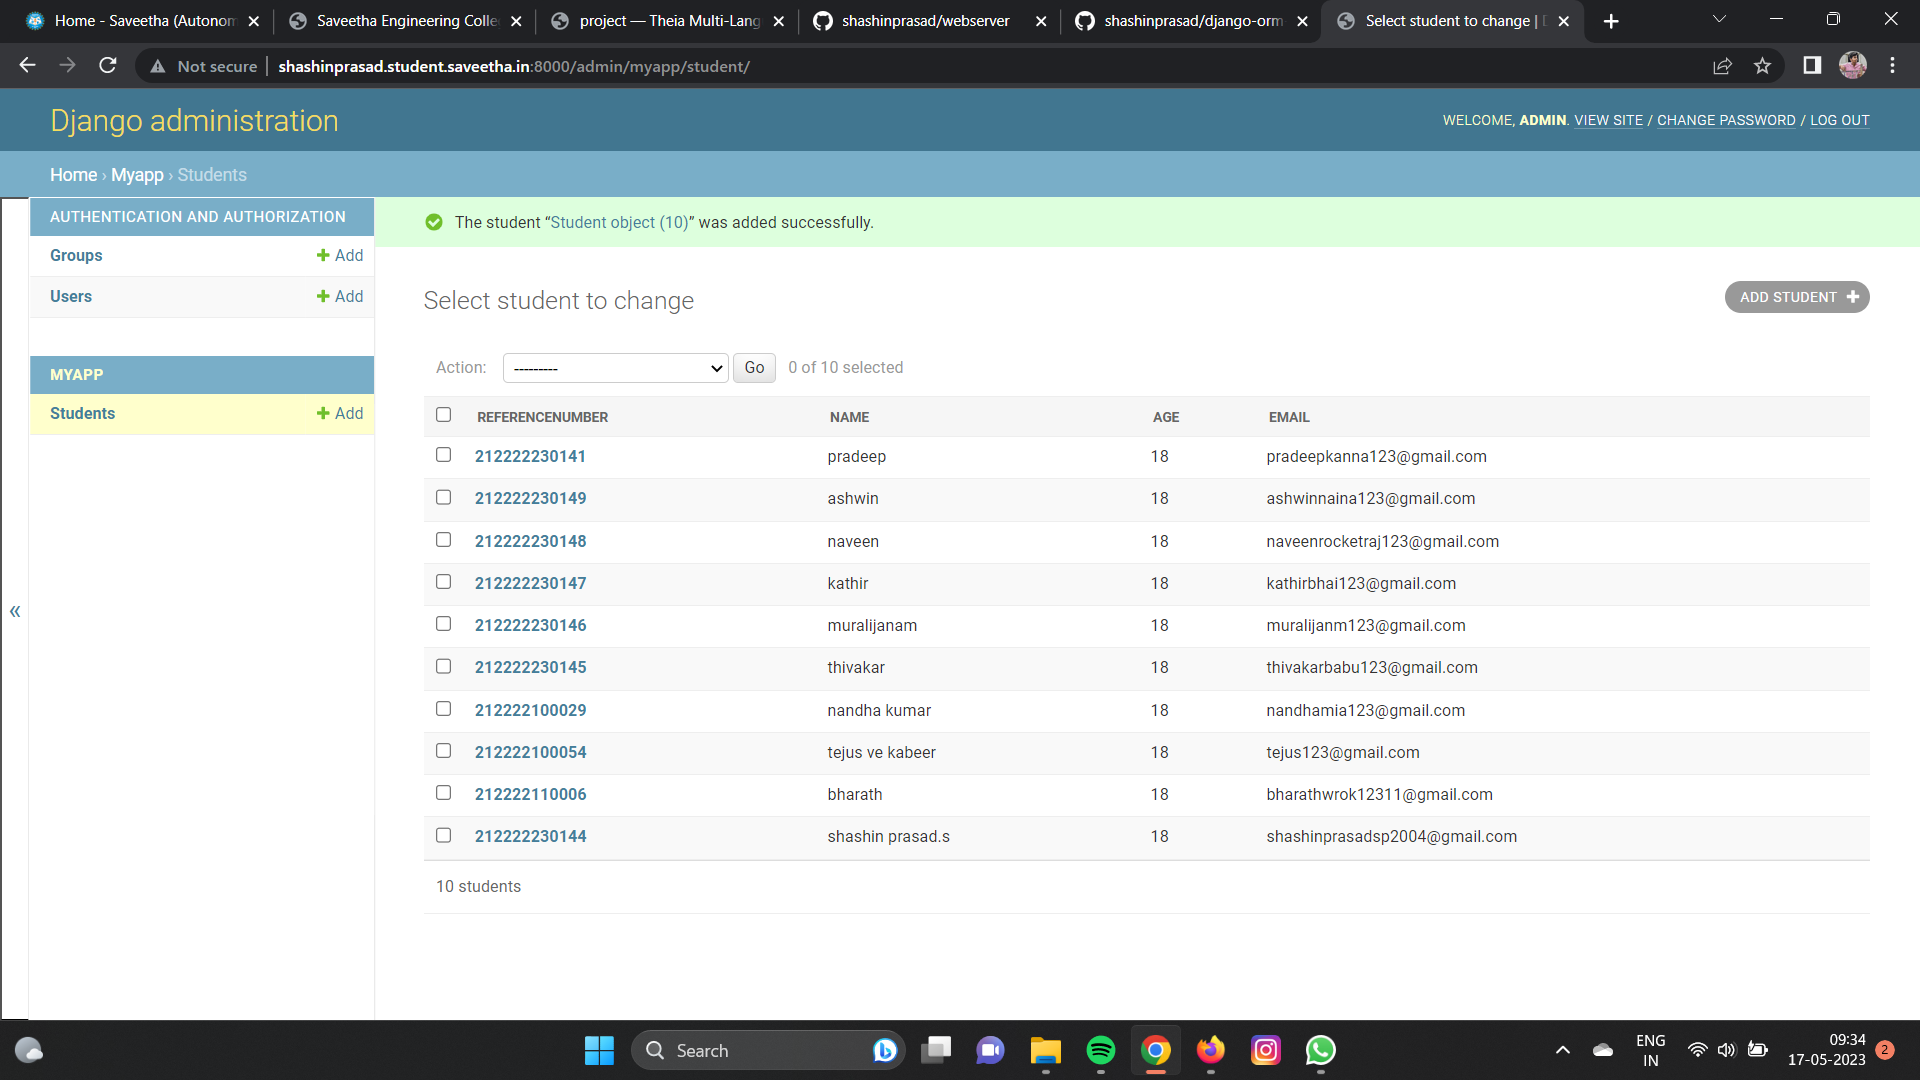 Home - Saveetha (Autonom
Saveetha Engineering Colle
project — Theia Multi-Lang
shashinprasad/webserver
shashinprasad/django-orm
Select student to change | D
Not secure
shashinprasad.student.saveetha.in:8000/admin/myapp/student/
Django administration
WELCOME, ADMIN. VIEW SITE / CHANGE PASSWORD / LOG OUT
Home › Myapp › Students
AUTHENTICATION AND AUTHORIZATION
Groups
Add
Users
Add
MYAPP
Students
Add
«
The student “Student object (10)” was added successfully.
Select student to change
ADD STUDENT
Action: --------- Go 0 of 10 selected
REFERENCENUMBER NAME AGE EMAIL
212222230141 pradeep 18 pradeepkanna123@gmail.com
212222230149 ashwin 18 ashwinnaina123@gmail.com
212222230148 naveen 18 naveenrocketraj123@gmail.com
212222230147 kathir 18 kathirbhai123@gmail.com
212222230146 muralijanam 18 muralijanm123@gmail.com
212222230145 thivakar 18 thivakarbabu123@gmail.com
212222100029 nandha kumar 18 nandhamia123@gmail.com
212222100054 tejus ve kabeer 18 tejus123@gmail.com
212222110006 bharath 18 bharathwrok12311@gmail.com
212222230144 shashin prasad.s 18 shashinprasadsp2004@gmail.com
10 students
Search
ENG
IN
09:34
17-05-2023
2